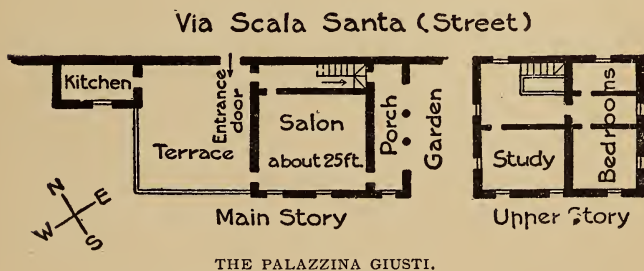 Via Scala Santa (Street)
Kitchen
Entrance door
Terrace
Salon
about 25ft.
Porch
Garden
Study
Bedrooms
N
E
W
S
Main Story
Upper Story
THE PALAZZINA GIUSTI.